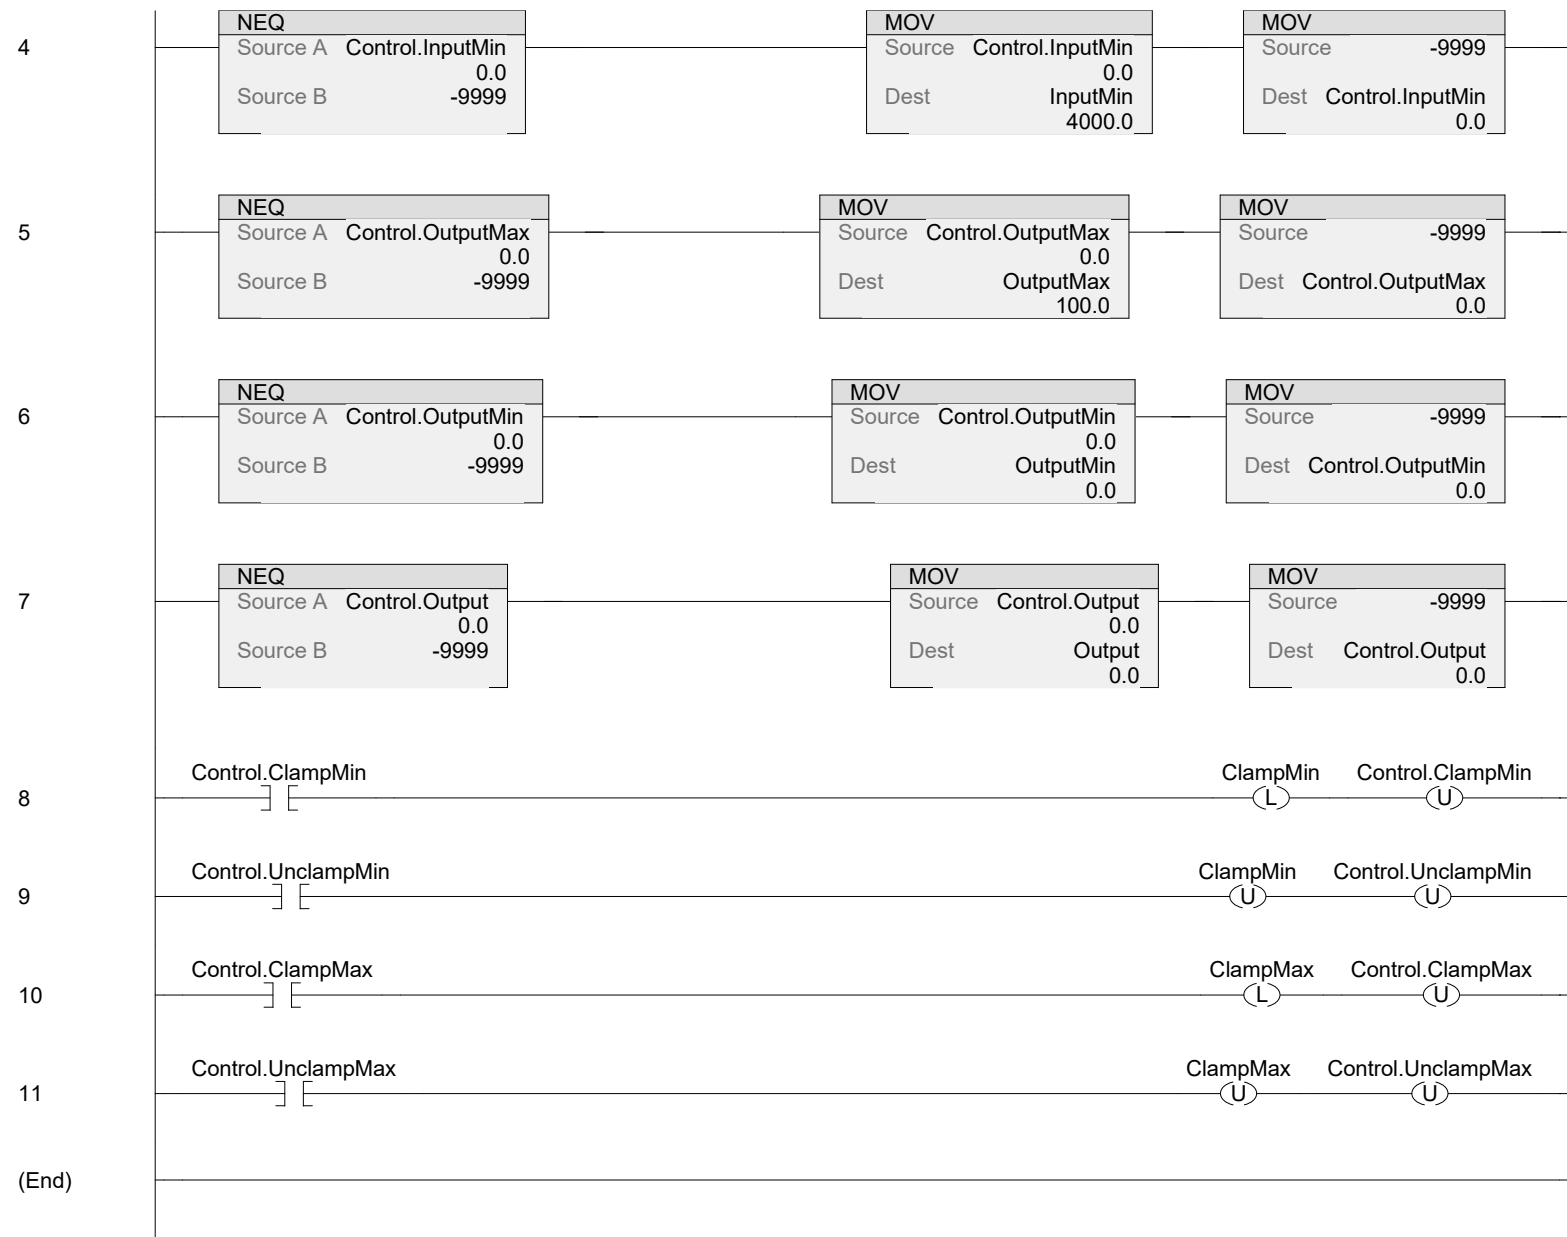 NEQ MOV MOV
4 Source A Control.InputMin Source Control.InputMin Source -9999
0.0 0.0
Source B -9999 Dest InputMin Dest Control.InputMin
4000.0 0.0
NEQ MOV MOV
5 Source A Control.OutputMax Source Control.OutputMax Source -9999
0.0 0.0
Source B -9999 Dest OutputMax Dest Control.OutputMax
100.0 0.0
NEQ MOV MOV
6 Source A Control.OutputMin Source Control.OutputMin Source -9999
0.0 0.0
Source B -9999 Dest OutputMin Dest Control.OutputMin
0.0 0.0
NEQ MOV MOV
7 Source A Control.Output Source Control.Output Source -9999
0.0 0.0
Source B -9999 Dest Output Dest Control.Output
0.0 0.0
Control.ClampMin ClampMin Control.ClampMin
8 L U
Control.UnclampMin ClampMin Control.UnclampMin
9 U U
Control.ClampMax ClampMax Control.ClampMax
10 L U
Control.UnclampMax ClampMax Control.UnclampMax
11 U U
(End)